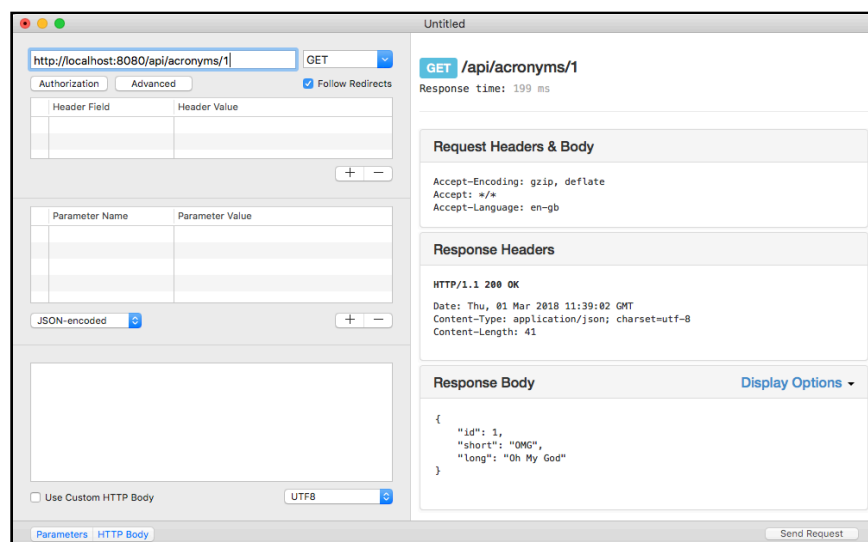 Untitled
http://localhost:8080/api/acronyms/1
GET
Authorization
Advanced
Follow Redirects
Header Field
Header Value
+ −
Parameter Name
Parameter Value
JSON-encoded
+ −
Use Custom HTTP Body
UTF8
Parameters
HTTP Body
GET /api/acronyms/1
Response time: 199 ms
Request Headers & Body
Accept-Encoding: gzip, deflate
Accept: */*
Accept-Language: en-gb
Response Headers
HTTP/1.1 200 OK
Date: Thu, 01 Mar 2018 11:39:02 GMT
Content-Type: application/json; charset=utf-8
Content-Length: 41
Response Body
Display Options
{
"id": 1,
"short": "OMG",
"long": "Oh My God"
}
Send Request